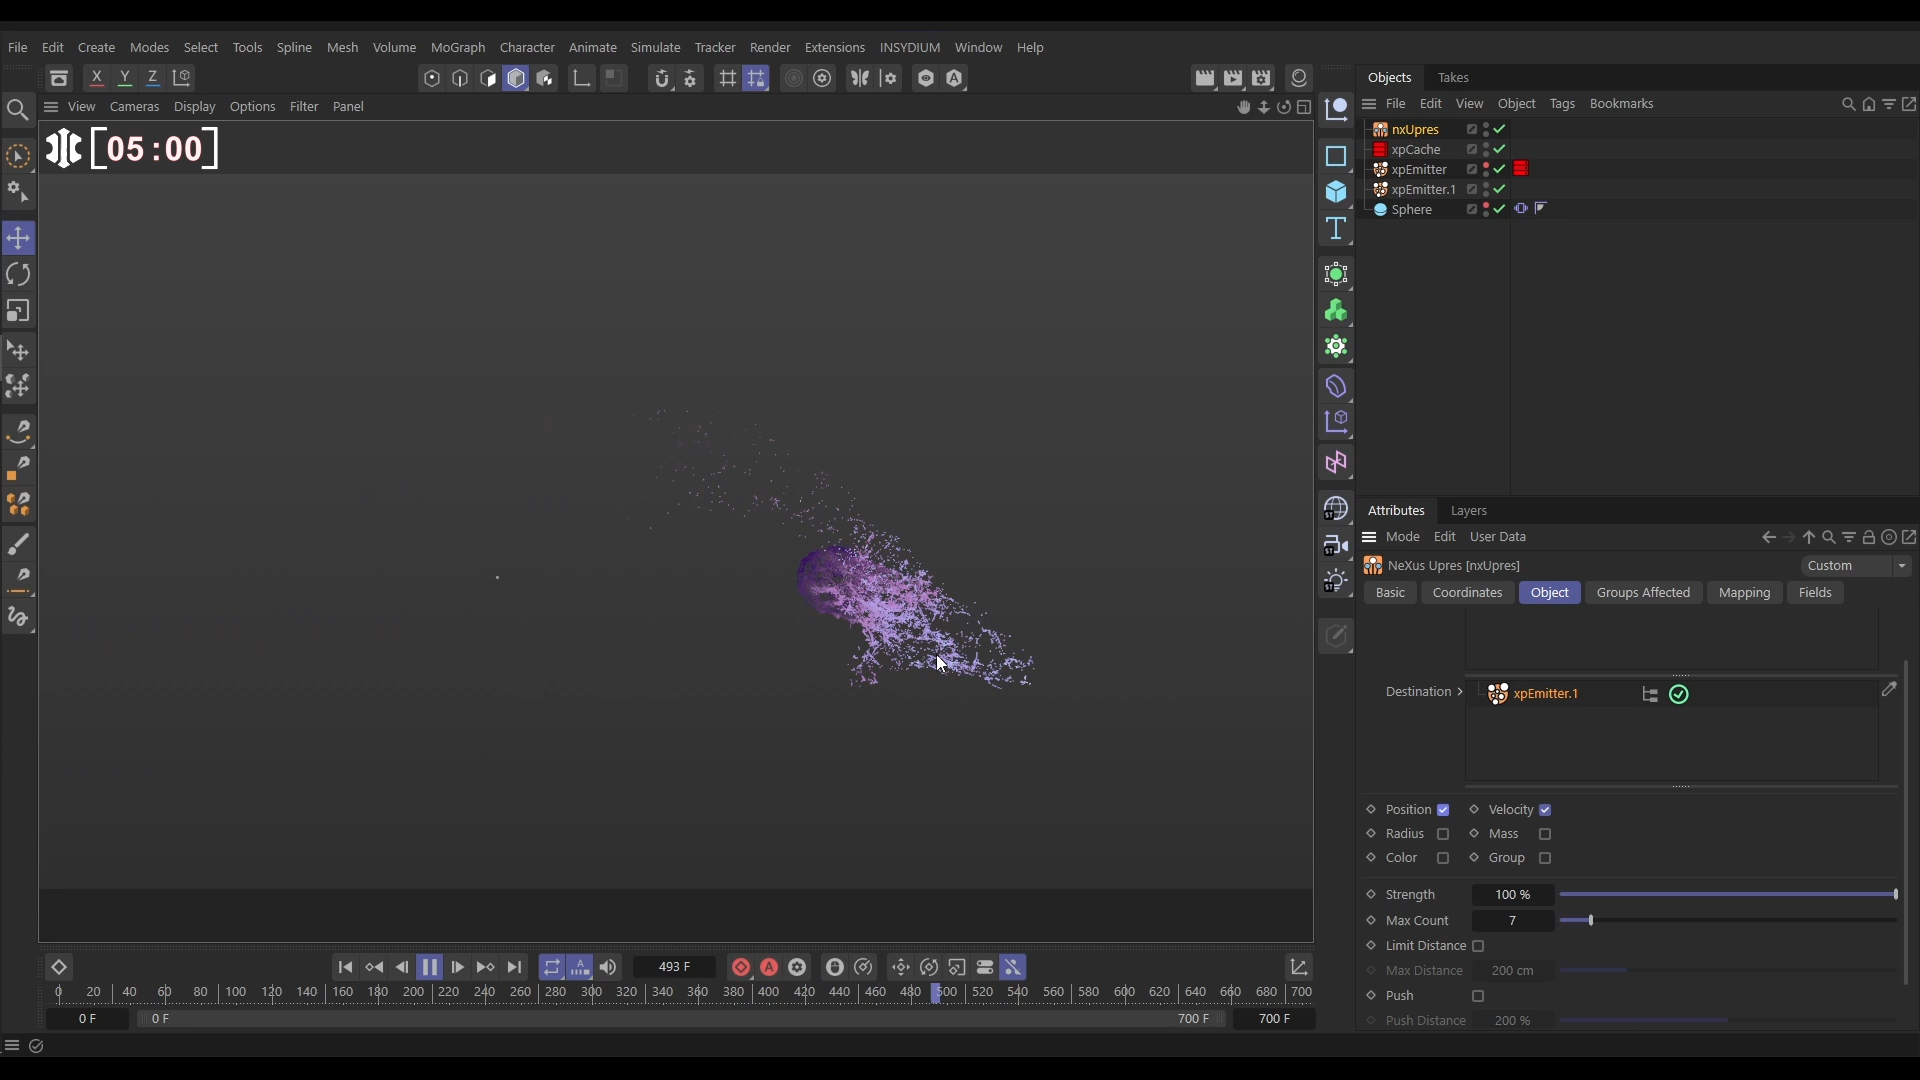 File Edit Create Modes Select Tools Spline Mesh Volume MoGraph Character Animate Simulate Tracker Render Extensions INSYDIUM Window Help
X Y Z
View Cameras Display Options Filter Panel
[05:00]
Objects Takes
File Edit View Object Tags Bookmarks
nxUpres
xpCache
xpEmitter
xpEmitter.1
Sphere
Attributes Layers
Mode Edit User Data
NeXus Upres [nxUpres] Custom
Basic Coordinates Object Groups Affected Mapping Fields
Destination xpEmitter.1
Position Velocity
Radius Mass
Color Group
Strength 100 %
Max Count 7
Limit Distance
Max Distance 200 cm
Push
Push Distance 200 %
493 F
0 20 40 60 80 100 120 140 160 180 200 220 240 260 280 300 320 340 360 380 400 420 440 460 480 500 520 540 560 580 600 620 640 660 680 700
0 F 0 F 700 F 700 F